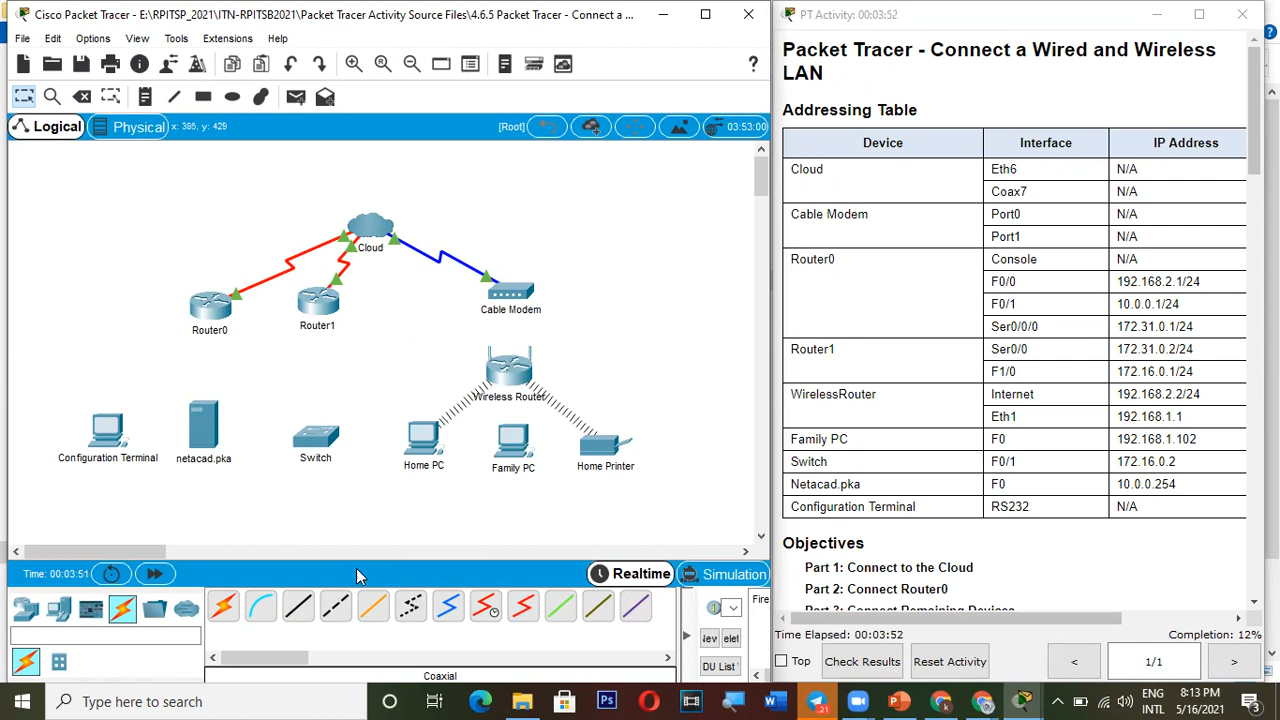 Cisco Packet Tracer - E:\RPITSP_2021\ITN-RPITSB2021\Packet Tracer Activity Source Files\4.6.5 Packet Tracer - Connect a ...
File Edit Options View Tools Extensions Help
Logical Physical x: 385, y: 429 [Root] 03:53:00
Cloud
Cable Modem
Router0
Router1
Wireless Router
Configuration Terminal
netacad.pka
Switch
Home PC
Family PC
Home Printer
Time: 00:03:51 Realtime Simulation
Fire
DU List
Coaxial
PT Activity: 00:03:52
Packet Tracer - Connect a Wired and Wireless
LAN
Addressing Table
Device Interface IP Address
Cloud Eth6 N/A
Coax7 N/A
Cable Modem Port0 N/A
Port1 N/A
Router0 Console N/A
F0/0 192.168.2.1/24
F0/1 10.0.0.1/24
Ser0/0/0 172.31.0.1/24
Router1 Ser0/0 172.31.0.2/24
F1/0 172.16.0.1/24
WirelessRouter Internet 192.168.2.2/24
Eth1 192.168.1.1
Family PC F0 192.168.1.102
Switch F0/1 172.16.0.2
Netacad.pka F0 10.0.0.254
Configuration Terminal RS232 N/A
Objectives
Part 1: Connect to the Cloud
Part 2: Connect Router0
Part 3: Connect Remaining Devices
Time Elapsed: 00:03:52 Completion: 12%
Top Check Results Reset Activity < 1/1 >
Type here to search
ENG
INTL
8:13 PM
5/16/2021